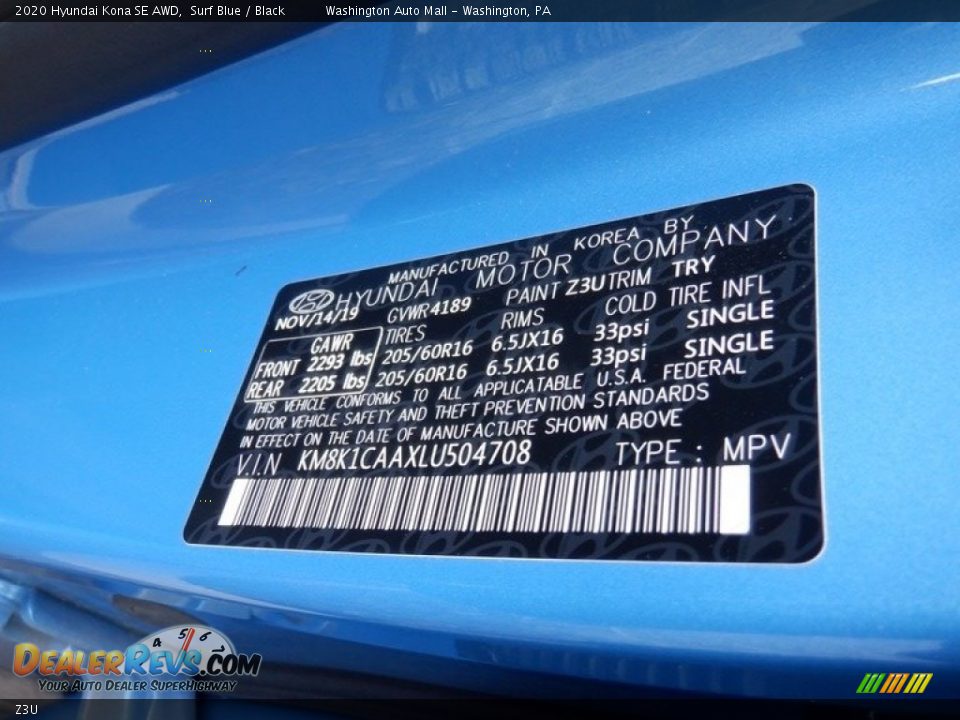 2020 Hyundai Kona SE AWD, Surf Blue / Black Washington Auto Mall - Washington, PA
MANUFACTURED IN KOREA BY
HYUNDAI MOTOR COMPANY
NOV/14/19 GVWR 4189 PAINT Z3U TRIM TRY
GAWR TIRES RIMS COLD TIRE INFL
FRONT 2293 lbs 205/60R16 6.5JX16 33psi SINGLE
REAR 2205 lbs 205/60R16 6.5JX16 33psi SINGLE
THIS VEHICLE CONFORMS TO ALL APPLICATABLE U.S.A. FEDERAL
MOTOR VEHICLE SAFETY AND THEFT PREVENTION STANDARDS
IN EFFECT ON THE DATE OF MANUFACTURE SHOWN ABOVE
V.I.N KM8K1CAAXLU504708 TYPE : MPV
4 5 6
DEALERREVS.COM
YOUR AUTO DEALER SUPERHIGHWAY
Z3U